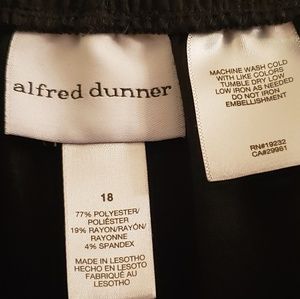 alfred dunner
18
77% POLYESTER/
POLIÉSTER
19% RAYON/RAYÓN/
RAYONNE
4% SPANDEX
MADE IN LESOTHO
HECHO EN LESOTO
FABRIQUÉ AU
LESOTHO
MACHINE WASH COLD
WITH LIKE COLORS
TUMBLE DRY LOW
LOW IRON AS NEEDED
DO NOT IRON
EMBELLISHMENT
RN#19232
CA#29961